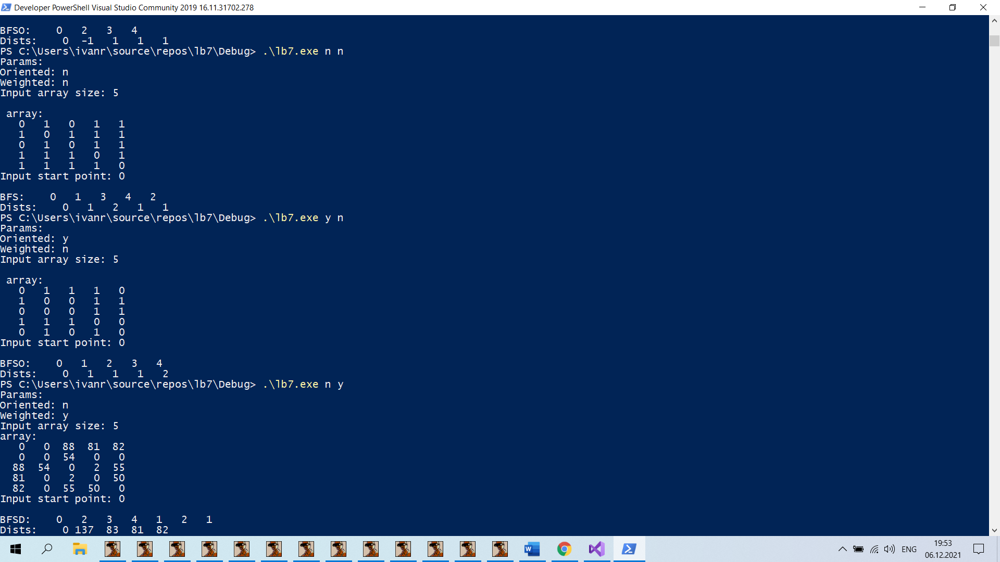 Developer PowerShell Visual Studio Community 2019 16.11.31702.278
BFSO: 0 2 3 4
Dists: 0 -1 1 1 1
PS C:\Users\ivanr\source\repos\lb7\Debug> .\lb7.exe n n
Params:
Oriented: n
Weighted: n
Input array size: 5
array:
0 1 0 1 1
1 0 1 1 1
0 1 0 1 1
1 1 1 0 1
1 1 1 1 0
Input start point: 0
BFS: 0 1 3 4 2
Dists: 0 1 2 1 1
PS C:\Users\ivanr\source\repos\lb7\Debug> .\lb7.exe y n
Params:
Oriented: y
Weighted: n
Input array size: 5
array:
0 1 1 1 0
1 0 0 1 1
0 0 0 1 1
1 1 1 0 0
0 1 0 1 0
Input start point: 0
BFSO: 0 1 2 3 4
Dists: 0 1 1 1 2
PS C:\Users\ivanr\source\repos\lb7\Debug> .\lb7.exe n y
Params:
Oriented: n
Weighted: y
Input array size: 5
array:
0 0 88 81 82
0 0 54 0 0
88 54 0 2 55
81 0 2 0 50
82 0 55 50 0
Input start point: 0
BFSD: 0 2 3 4 1 2 1
Dists: 0 137 83 81 82
W
ENG
19:53
06.12.2021